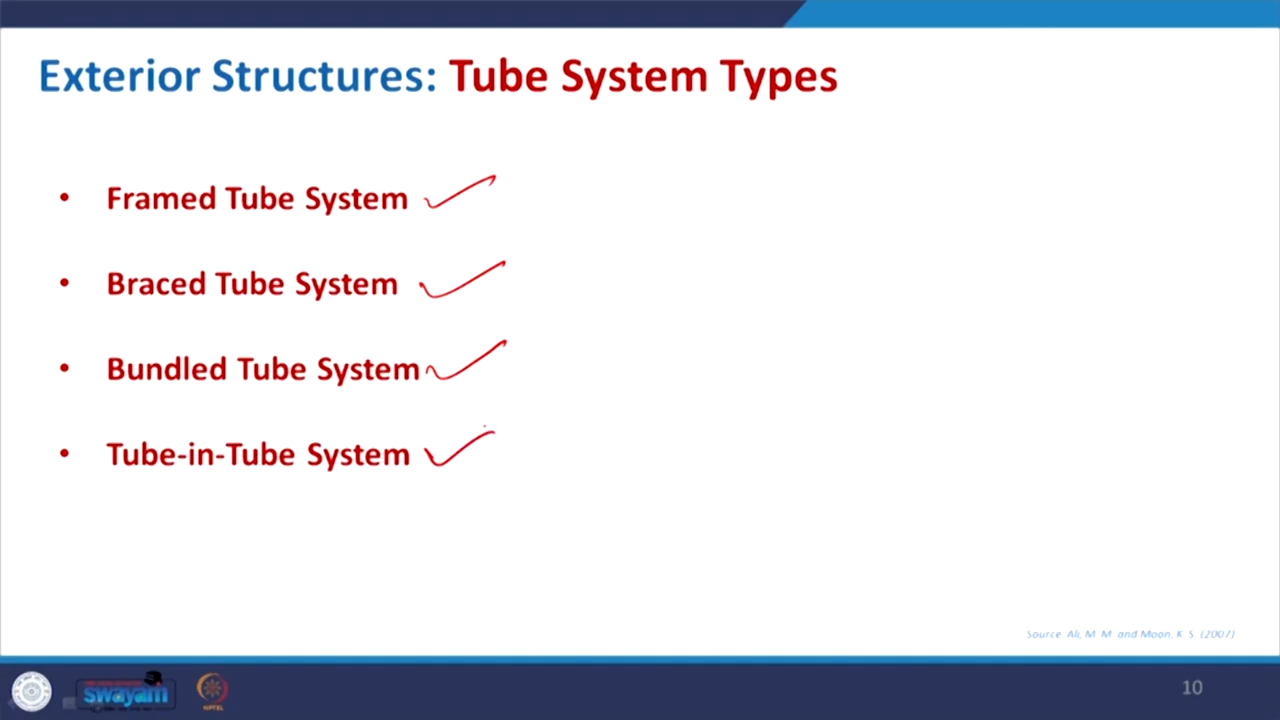 Exterior Structures: Tube System Types
• Framed Tube System
• Braced Tube System
• Bundled Tube System
• Tube-in-Tube System
Source: Ali, M. M. and Moon, K. S. (2007)
swayam
NPTEL
10